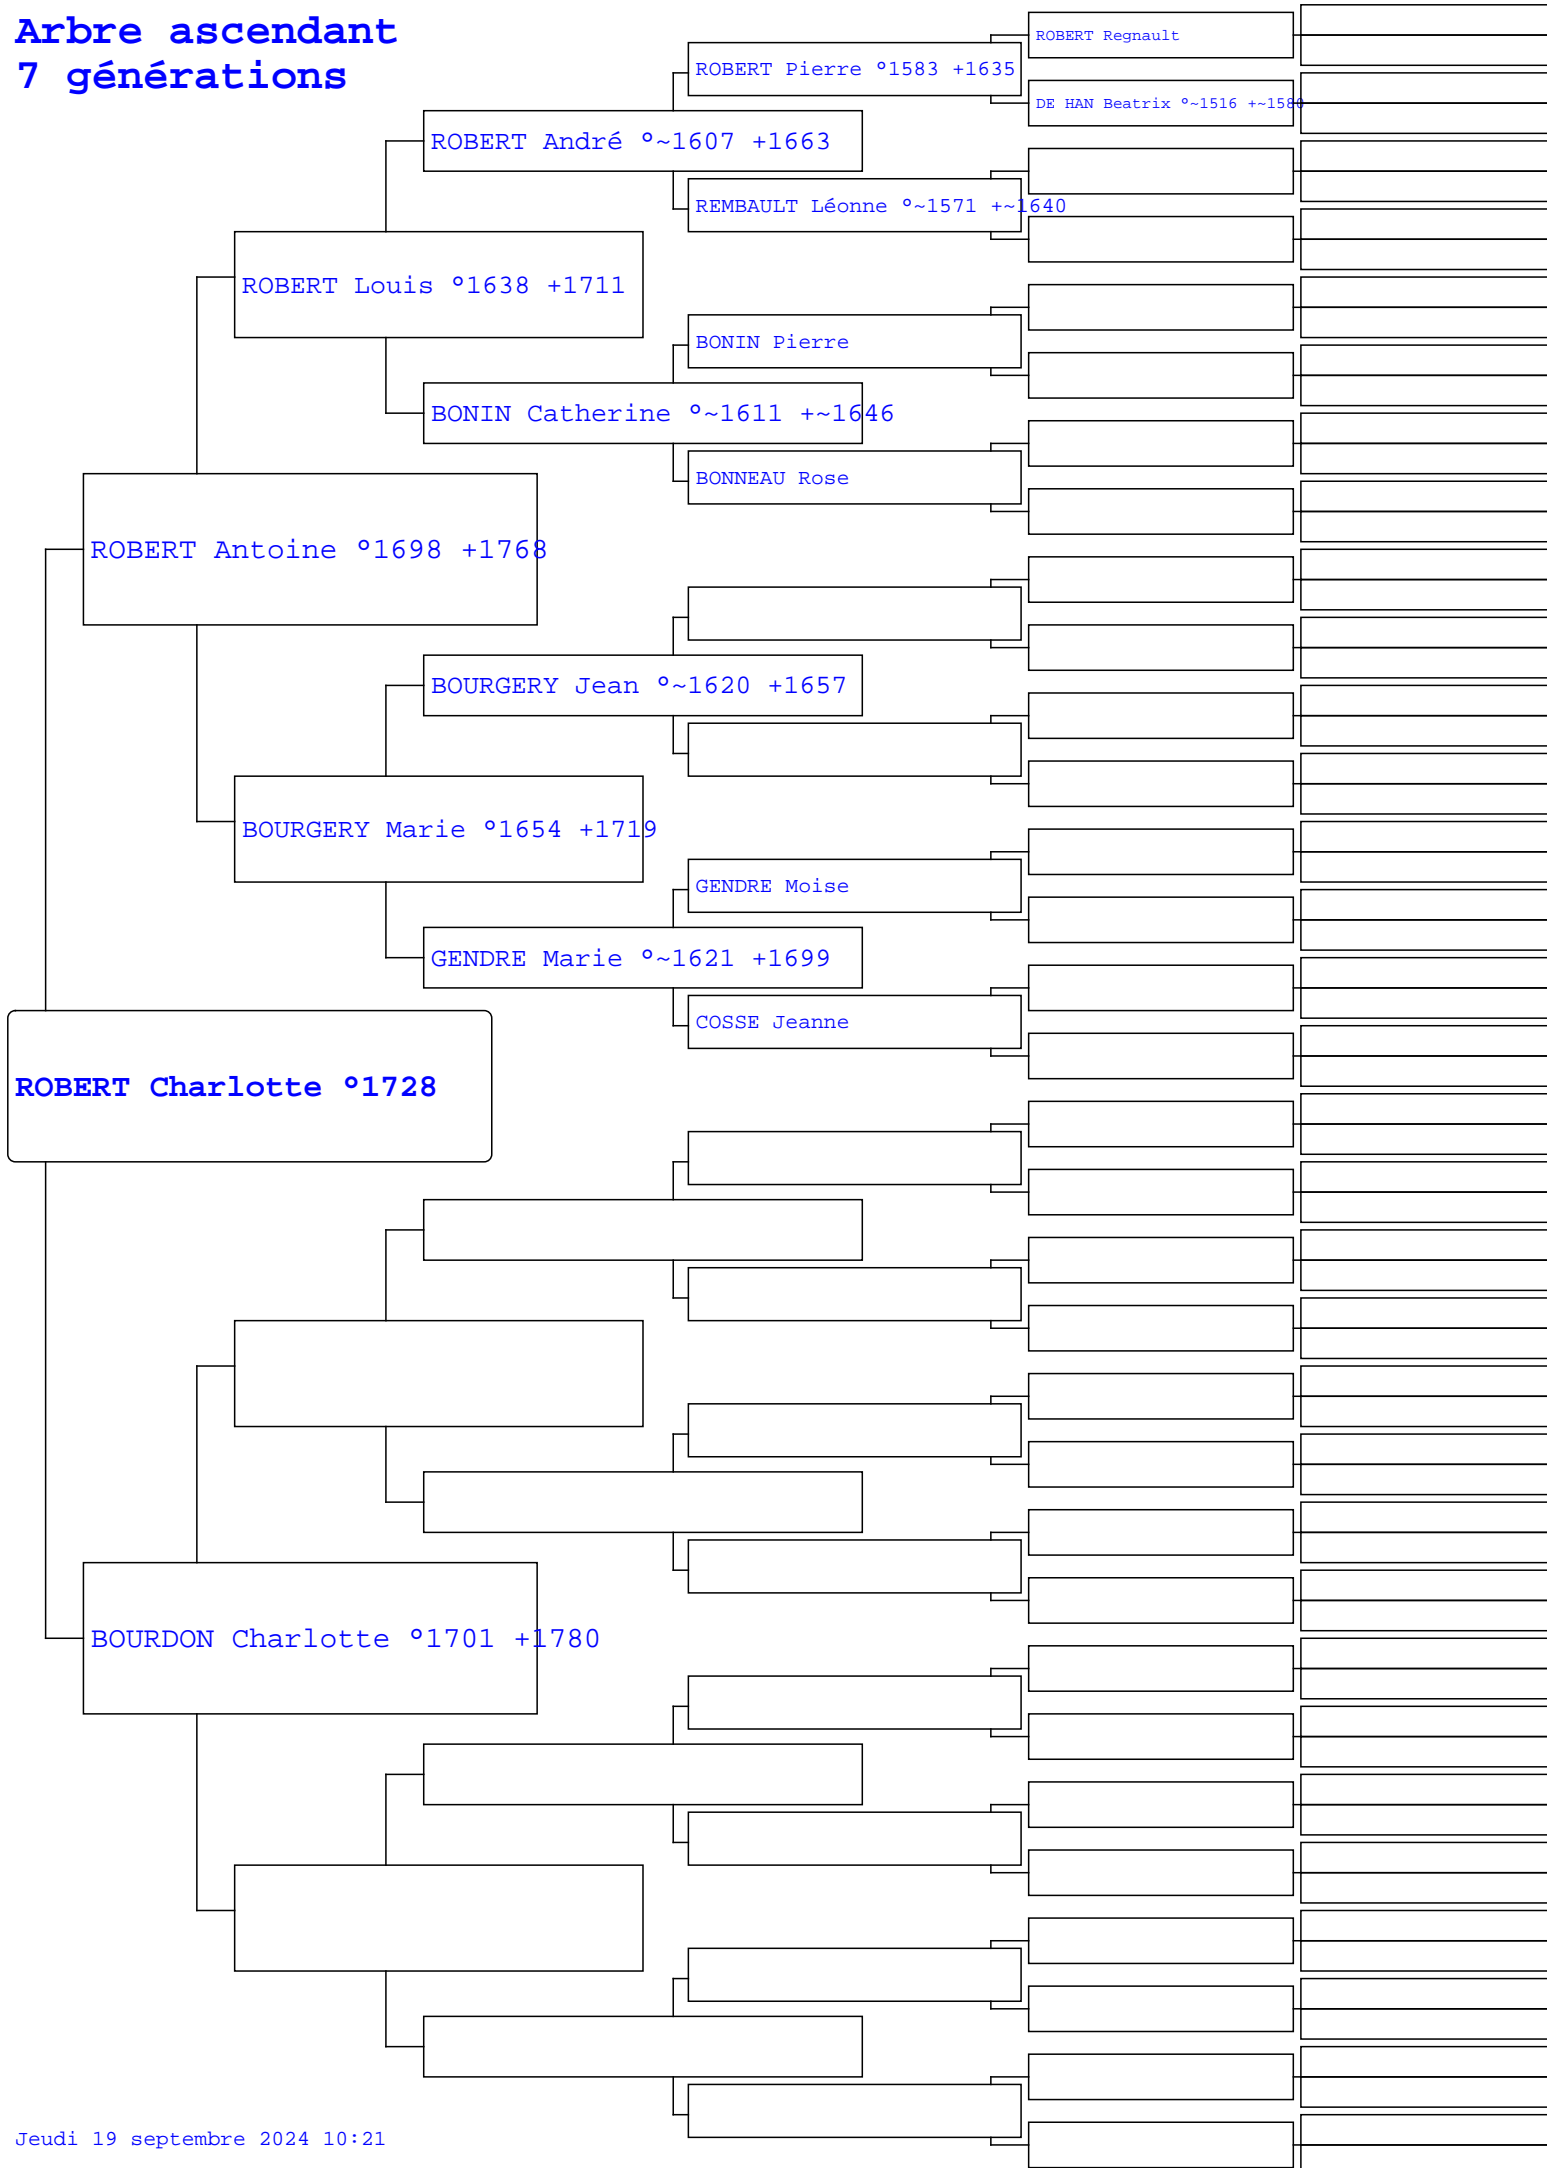 Arbre ascendant
7 générations
ROBERT Regnault
ROBERT Pierre °1583 +1635
DE HAN Beatrix °~1516 +~1580
ROBERT André °~1607 +1663
REMBAULT Léonne °~1571 +~1640
ROBERT Louis °1638 +1711
BONIN Pierre
BONIN Catherine °~1611 +~1646
BONNEAU Rose
ROBERT Antoine °1698 +1768
BOURGERY Jean °~1620 +1657
BOURGERY Marie °1654 +1719
GENDRE Moise
GENDRE Marie °~1621 +1699
COSSE Jeanne
ROBERT Charlotte °1728
BOURDON Charlotte °1701 +1780
Jeudi 19 septembre 2024 10:21